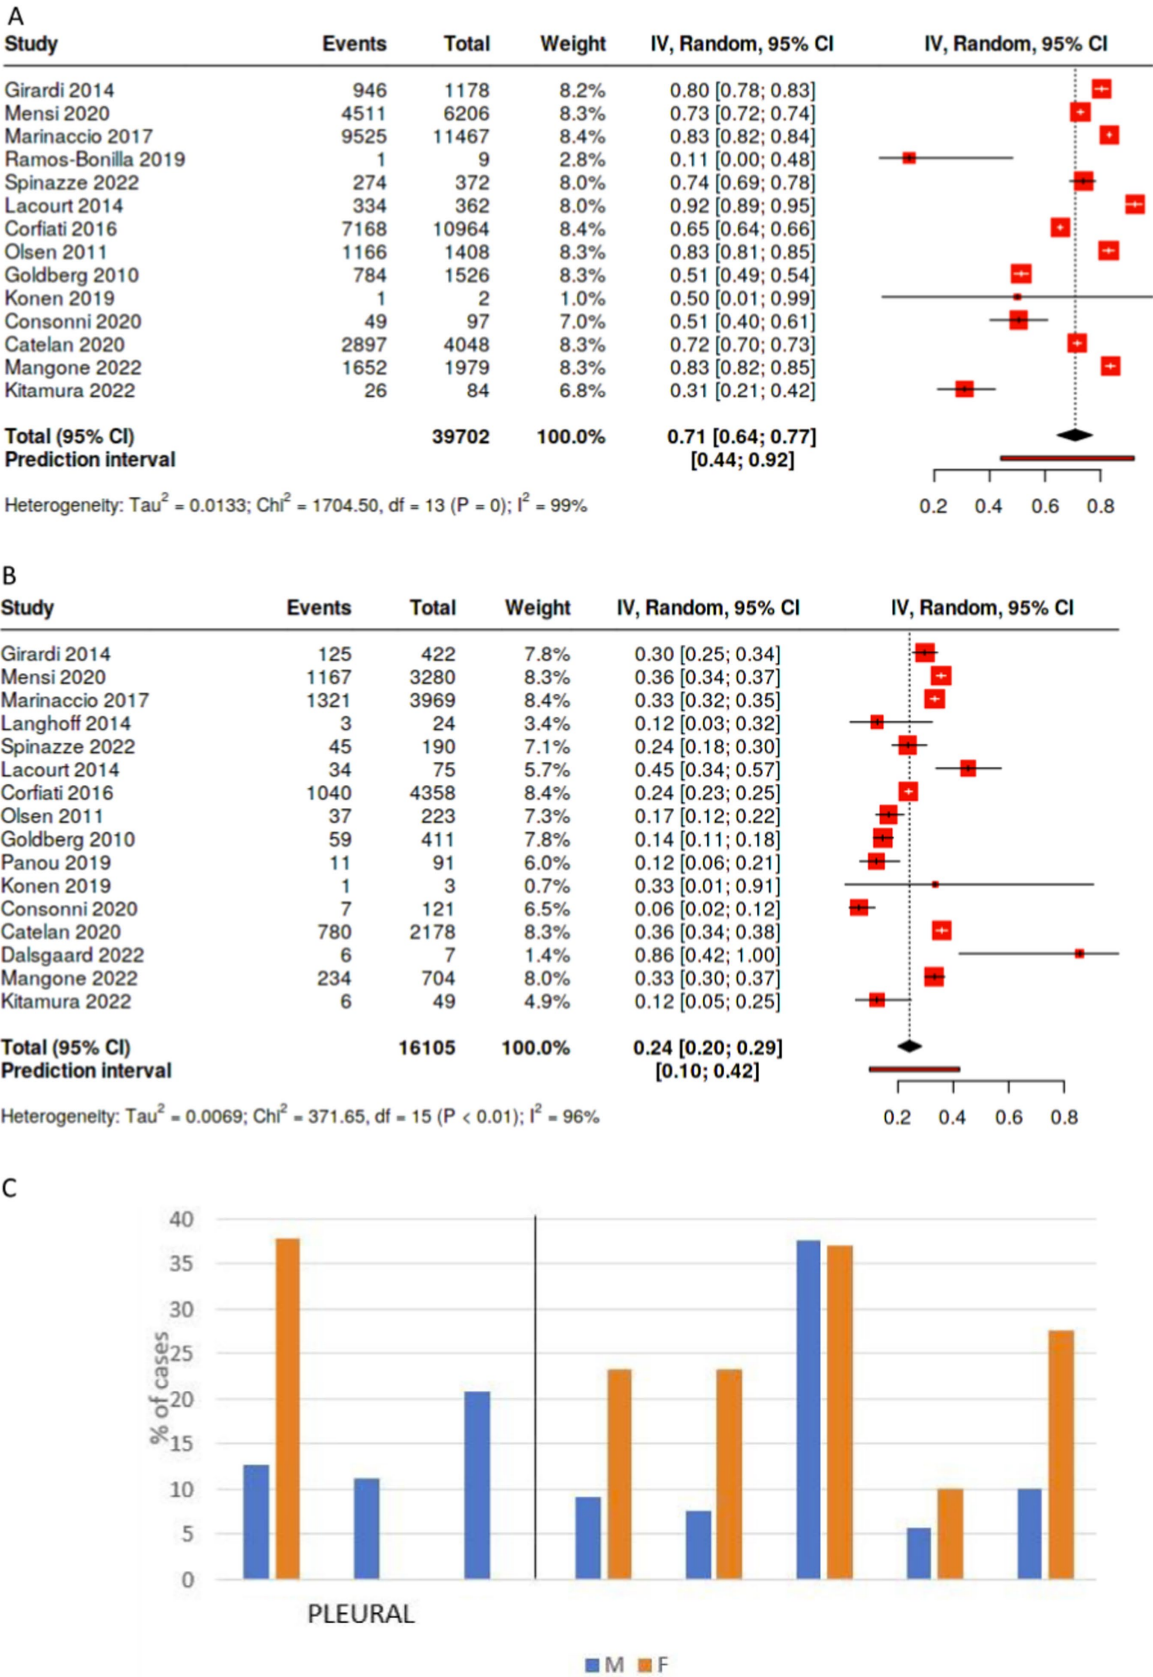 A
Study Events Total Weight IV, Random, 95% CI IV, Random, 95% CI
Girardi 2014 946 1178 8.2% 0.80 [0.78; 0.83]
Mensi 2020 4511 6206 8.3% 0.73 [0.72; 0.74]
Marinaccio 2017 9525 11467 8.4% 0.83 [0.82; 0.84]
Ramos-Bonilla 2019 1 9 2.8% 0.11 [0.00; 0.48]
Spinazze 2022 274 372 8.0% 0.74 [0.69; 0.78]
Lacourt 2014 334 362 8.0% 0.92 [0.89; 0.95]
Corfiati 2016 7168 10964 8.4% 0.65 [0.64; 0.66]
Olsen 2011 1166 1408 8.3% 0.83 [0.81; 0.85]
Goldberg 2010 784 1526 8.3% 0.51 [0.49; 0.54]
Konen 2019 1 2 1.0% 0.50 [0.01; 0.99]
Consonni 2020 49 97 7.0% 0.51 [0.40; 0.61]
Catelan 2020 2897 4048 8.3% 0.72 [0.70; 0.73]
Mangone 2022 1652 1979 8.3% 0.83 [0.82; 0.85]
Kitamura 2022 26 84 6.8% 0.31 [0.21; 0.42]
Total (95% CI) 39702 100.0% 0.71 [0.64; 0.77]
Prediction interval [0.44; 0.92]
Heterogeneity: Tau² = 0.0133; Chi² = 1704.50, df = 13 (P = 0); I² = 99%
0.2 0.4 0.6 0.8
B
Study Events Total Weight IV, Random, 95% CI IV, Random, 95% CI
Girardi 2014 125 422 7.8% 0.30 [0.25; 0.34]
Mensi 2020 1167 3280 8.3% 0.36 [0.34; 0.37]
Marinaccio 2017 1321 3969 8.4% 0.33 [0.32; 0.35]
Langhoff 2014 3 24 3.4% 0.12 [0.03; 0.32]
Spinazze 2022 45 190 7.1% 0.24 [0.18; 0.30]
Lacourt 2014 34 75 5.7% 0.45 [0.34; 0.57]
Corfiati 2016 1040 4358 8.4% 0.24 [0.23; 0.25]
Olsen 2011 37 223 7.3% 0.17 [0.12; 0.22]
Goldberg 2010 59 411 7.8% 0.14 [0.11; 0.18]
Panou 2019 11 91 6.0% 0.12 [0.06; 0.21]
Konen 2019 1 3 0.7% 0.33 [0.01; 0.91]
Consonni 2020 7 121 6.5% 0.06 [0.02; 0.12]
Catelan 2020 780 2178 8.3% 0.36 [0.34; 0.38]
Dalsgaard 2022 6 7 1.4% 0.86 [0.42; 1.00]
Mangone 2022 234 704 8.0% 0.33 [0.30; 0.37]
Kitamura 2022 6 49 4.9% 0.12 [0.05; 0.25]
Total (95% CI) 16105 100.0% 0.24 [0.20; 0.29]
Prediction interval [0.10; 0.42]
Heterogeneity: Tau² = 0.0069; Chi² = 371.65, df = 15 (P < 0.01); I² = 96%
0.2 0.4 0.6 0.8
C
% of cases
40
35
30
25
20
15
10
5
0
PLEURAL
M F